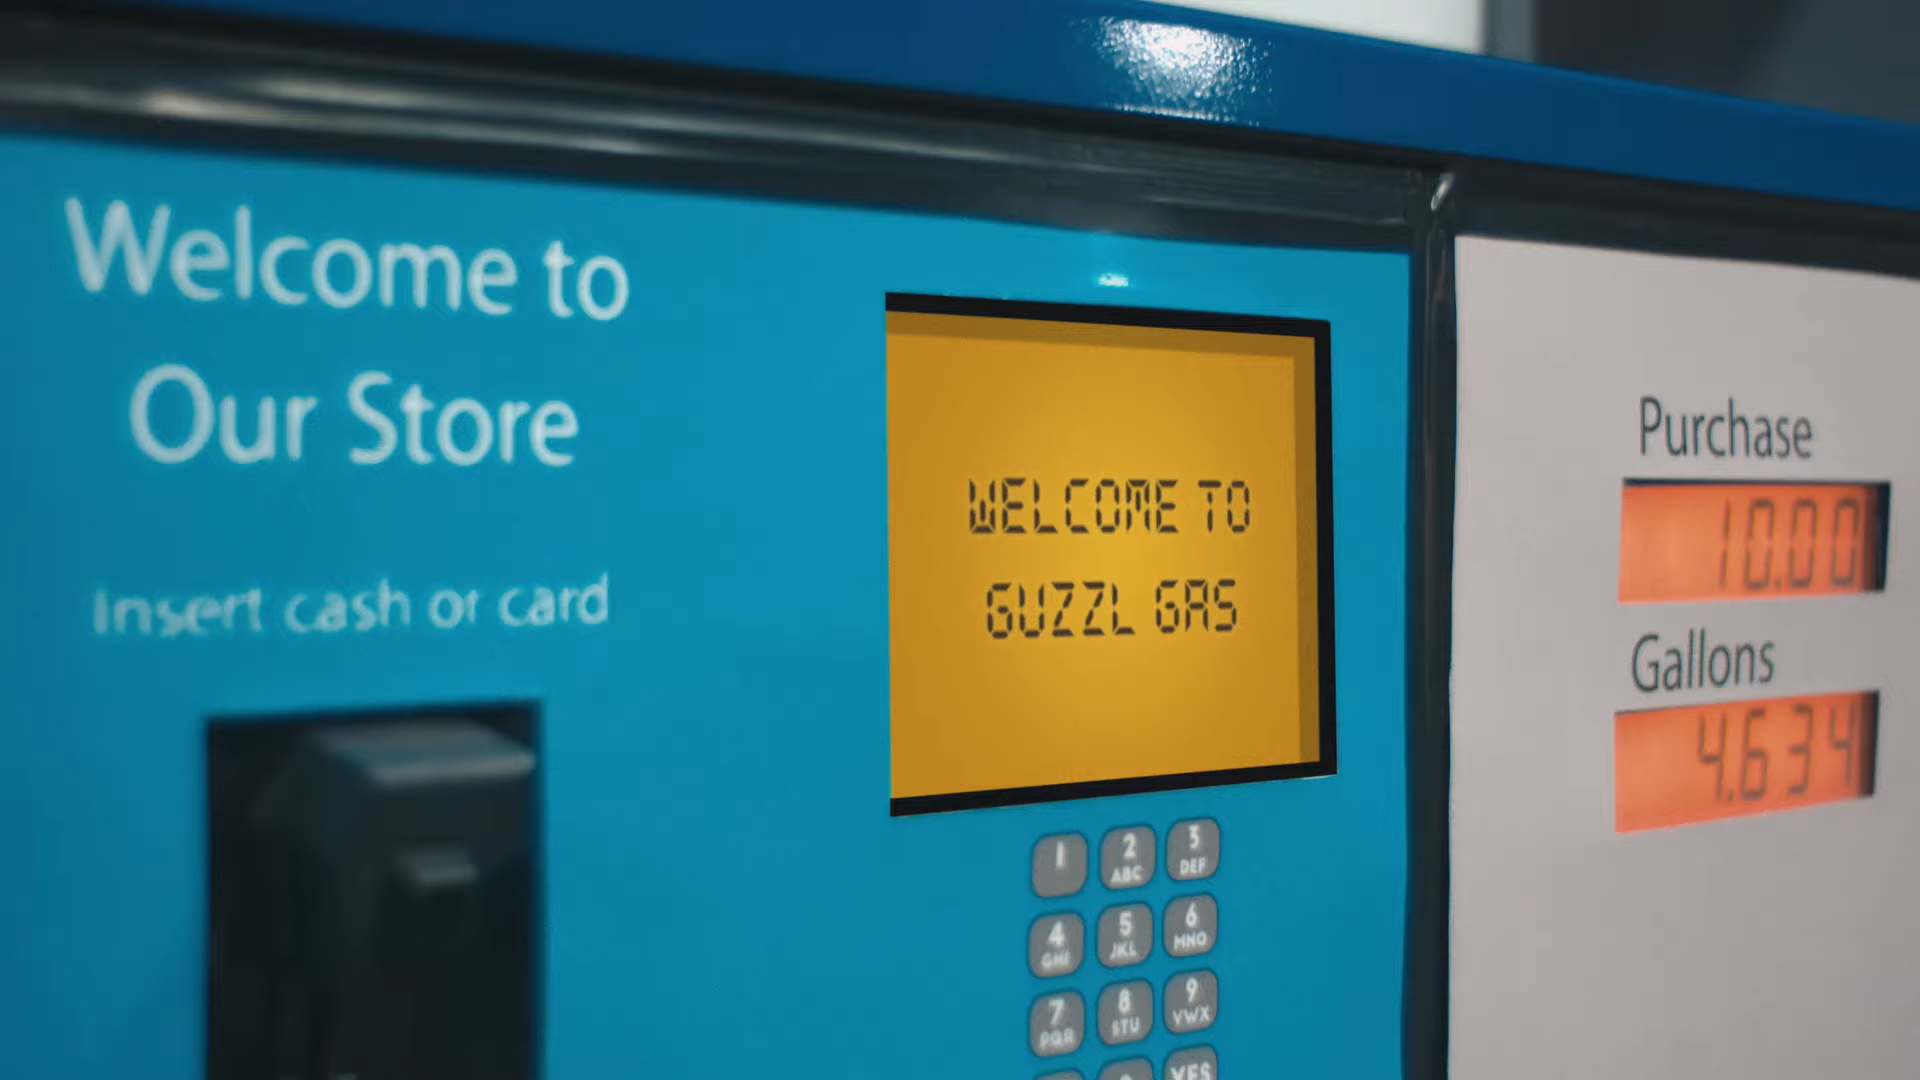 Welcome to
Our Store
Insert cash or card
WELCOME TO
GUZZL GAS
Purchase
10.00
Gallons
4.634
1
2
ABC
3
DEF
4
GHI
5
JKL
6
MNO
7
PQR
8
STU
9
VWX
YES